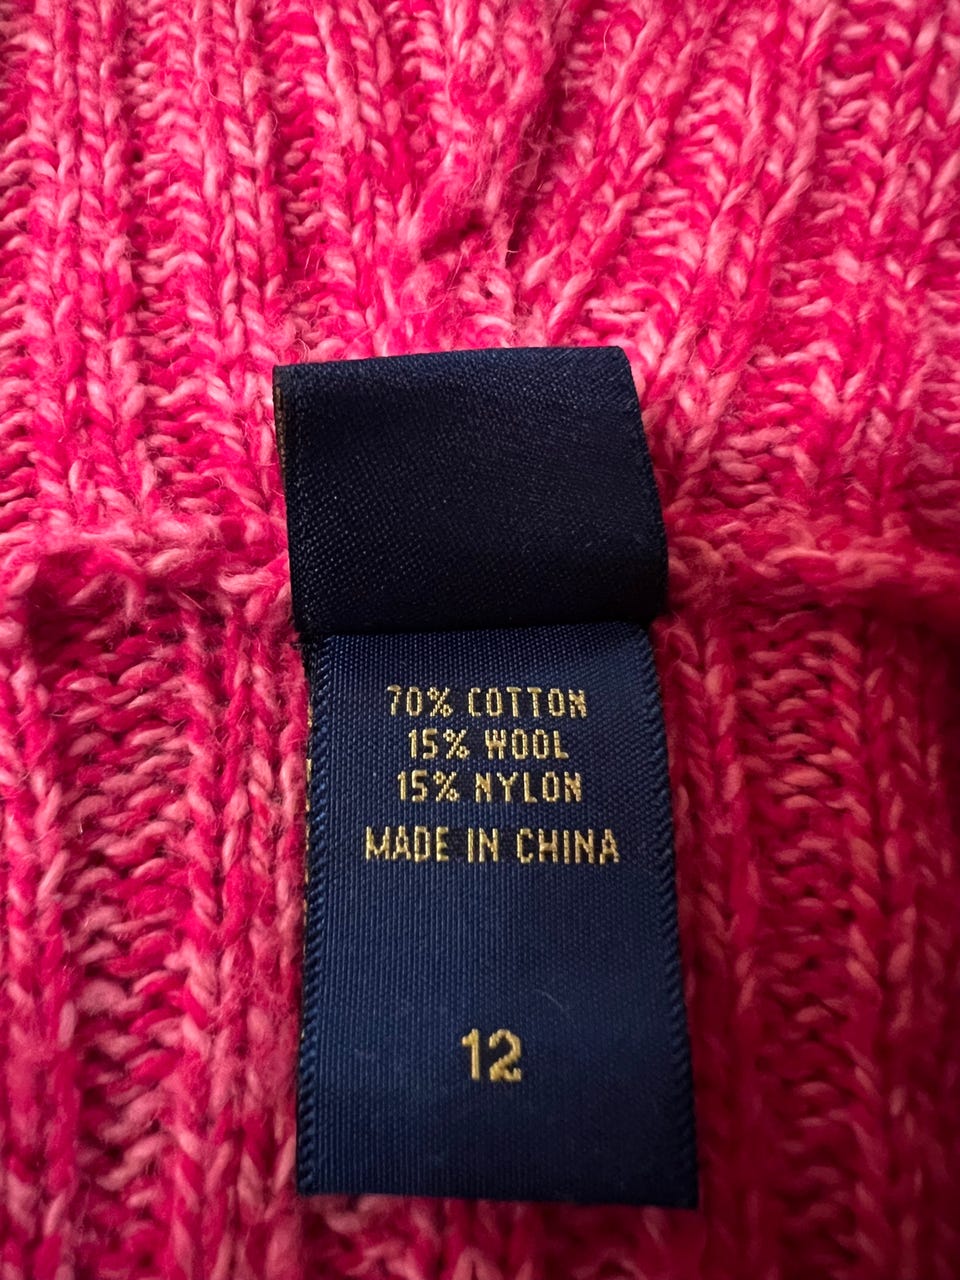 70% COTTON
15% WOOL
15% NYLON
MADE IN CHINA
12